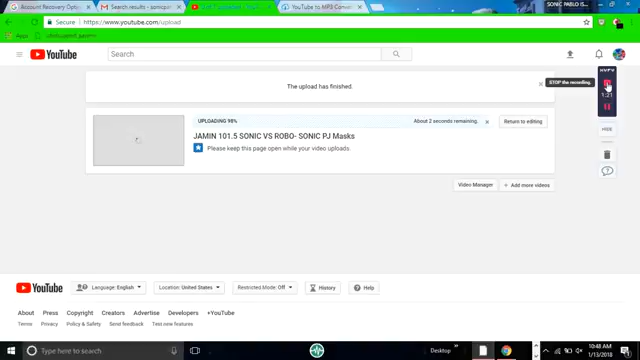 Account Recovery Option
Search results - sonic.
YouTube to MP3 Conv
SONIC PABLO IS
Secure
https://www.youtube.com/upload
Apps
YouTube
Search
The upload has finished.
STOP the recording.
1:21
HIDE
UPLOADING 98%
About 2 seconds remaining.
Return to editing
JAMIN 101.5 SONIC VS ROBO- SONIC PJ Masks
Please keep this page open while your video uploads.
Video Manager
+ Add more videos
YouTube
Language: English
Location: United States
Restricted Mode: Off
History
Help
About Press Copyright Creators Advertise Developers +YouTube
Terms Privacy Policy & Safety Send feedback Test new features
Type here to search
Desktop
10:48 AM
1/13/2018